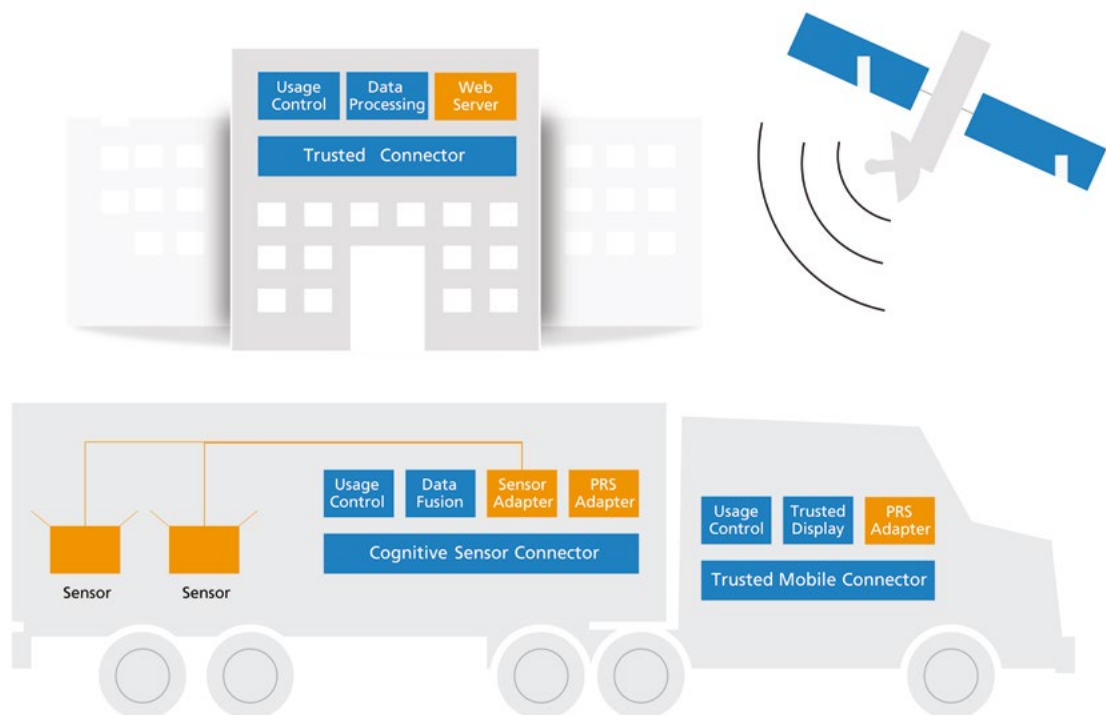 Usage
Control
Data
Processing
Web
Server
Trusted Connector
Usage
Control
Data
Fusion
Sensor
Adapter
PRS
Adapter
Cognitive Sensor Connector
Sensor
Sensor
Usage
Control
Trusted
Display
PRS
Adapter
Trusted Mobile Connector